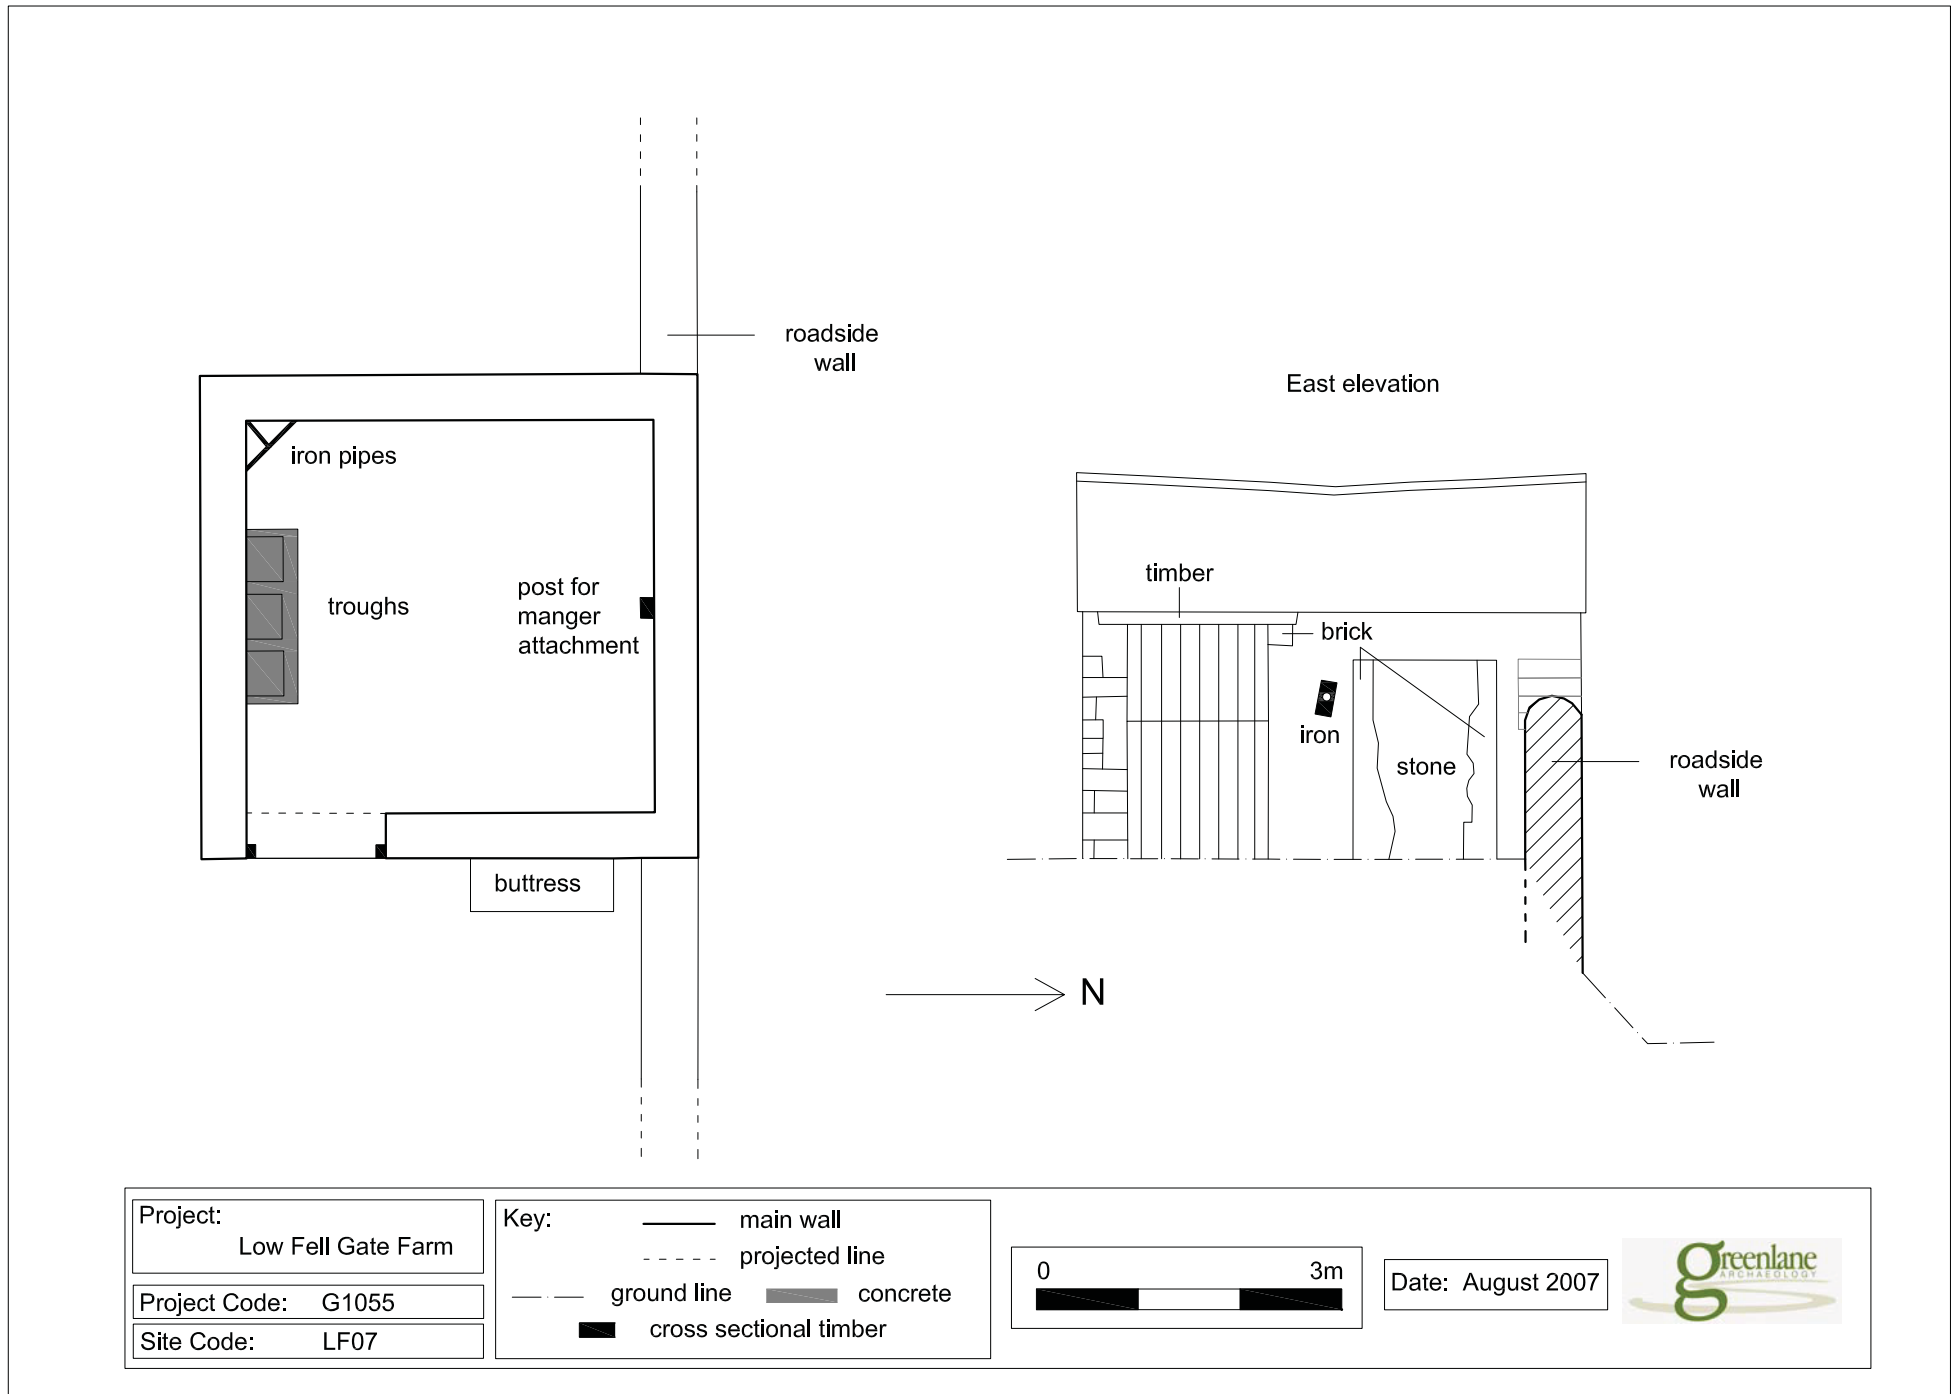 roadside
wall
iron pipes
troughs
post for
manger
attachment
buttress
East elevation
timber
brick
iron
stone
roadside
wall
N
Project:
Low Fell Gate Farm
Project Code: G1055
Site Code: LF07
Key:
main wall
projected line
ground line
concrete
cross sectional timber
0 3m
Date: August 2007
greenlane
ARCHAEOLOGY